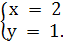 x = 2
y = 1.